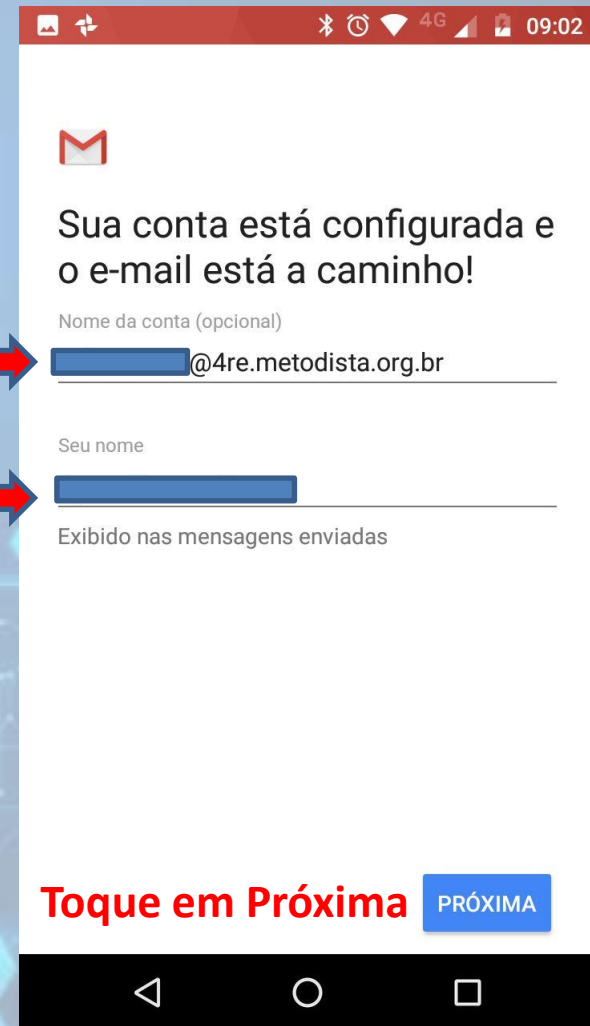 4G 09:02
Sua conta está configurada e
o e-mail está a caminho!
Nome da conta (opcional)
@4re.metodista.org.br
Seu nome
Exibido nas mensagens enviadas
Toque em Próxima PRÓXIMA